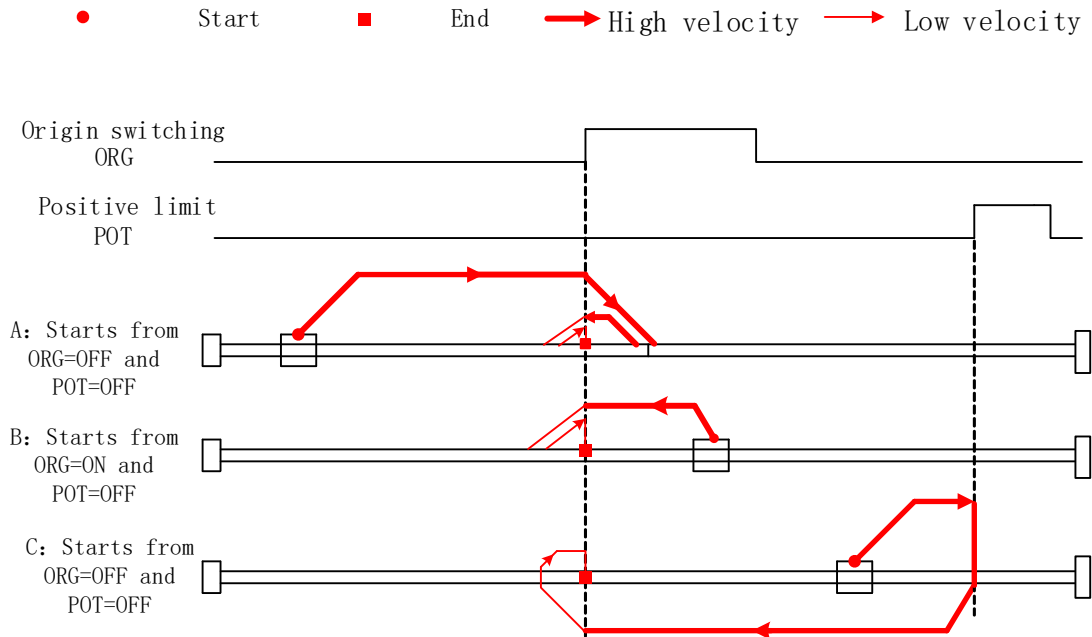 Start End High velocity Low velocity
Origin switching
ORG
Positive limit
POT
A: Starts from
ORG=OFF and
POT=OFF
B: Starts from
ORG=ON and
POT=OFF
C: Starts from
ORG=OFF and
POT=OFF